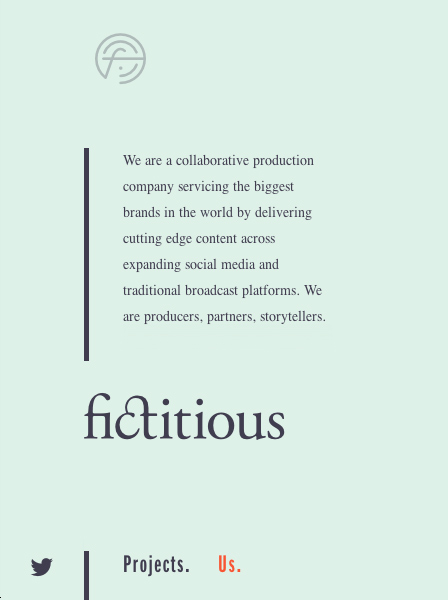 We are a collaborative production
company servicing the biggest
brands in the world by delivering
cutting edge content across
expanding social media and
traditional broadcast platforms. We
are producers, partners, storytellers.
fictitious
Projects. Us.